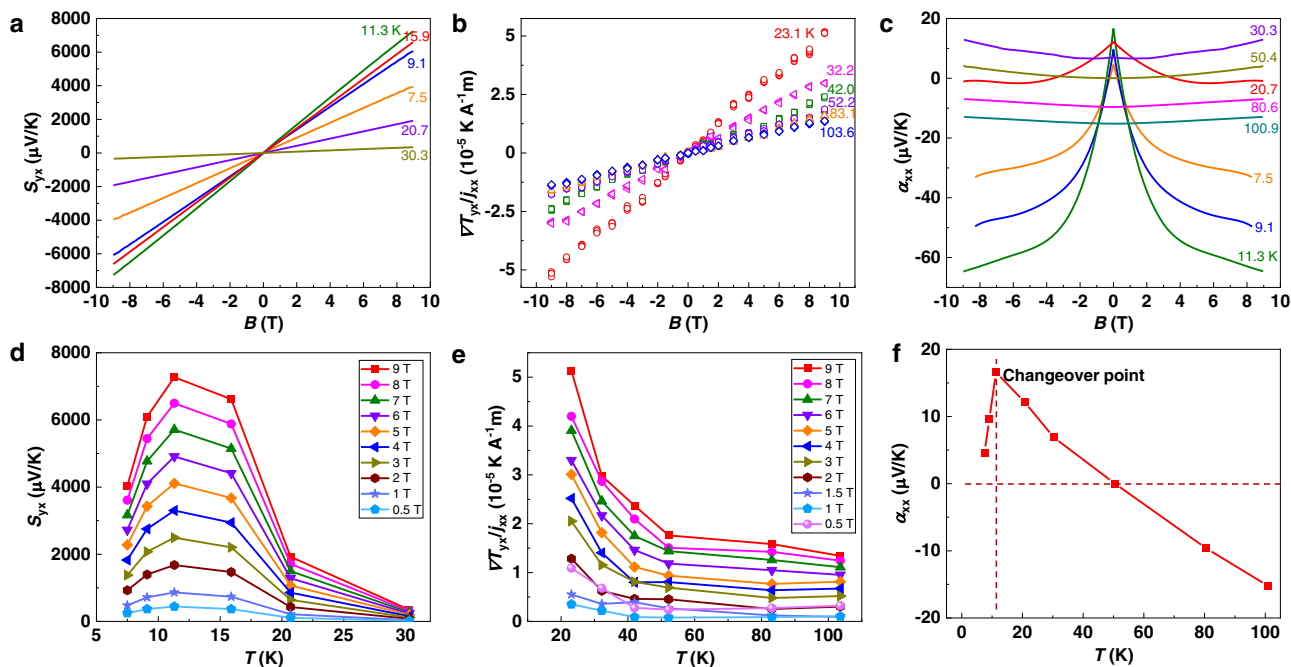 a
8000
6000
4000
2000
0
-2000
-4000
-6000
-8000
-10 -8 -6 -4 -2 0 2 4 6 8 10
S_yx (μV/K)
B (T)
11.3 K
15.9
9.1
7.5
20.7
30.3
b
5
2.5
0
-2.5
-5
-10 -8 -6 -4 -2 0 2 4 6 8 10
∇T_yx/j_xx (10⁻⁵ K A⁻¹m)
B (T)
23.1 K
32.2
42.0
52.2
83.1
103.6
c
20
0
-20
-40
-60
-10 -8 -6 -4 -2 0 2 4 6 8 10
α_xx (μV/K)
B (T)
30.3
50.4
20.7
80.6
100.9
7.5
9.1
11.3 K
d
8000
6000
4000
2000
0
5 10 15 20 25 30
S_yx (μV/K)
T (K)
9 T
8 T
7 T
6 T
5 T
4 T
3 T
2 T
1 T
0.5 T
e
5
4
3
2
1
0
20 40 60 80 100
∇T_yx/j_xx (10⁻⁵ K A⁻¹m)
T (K)
9 T
8 T
7 T
6 T
5 T
4 T
3 T
2 T
1.5 T
1 T
0.5 T
f
20
10
0
-10
-20
0 20 40 60 80 100
α_xx (μV/K)
T (K)
Changeover point